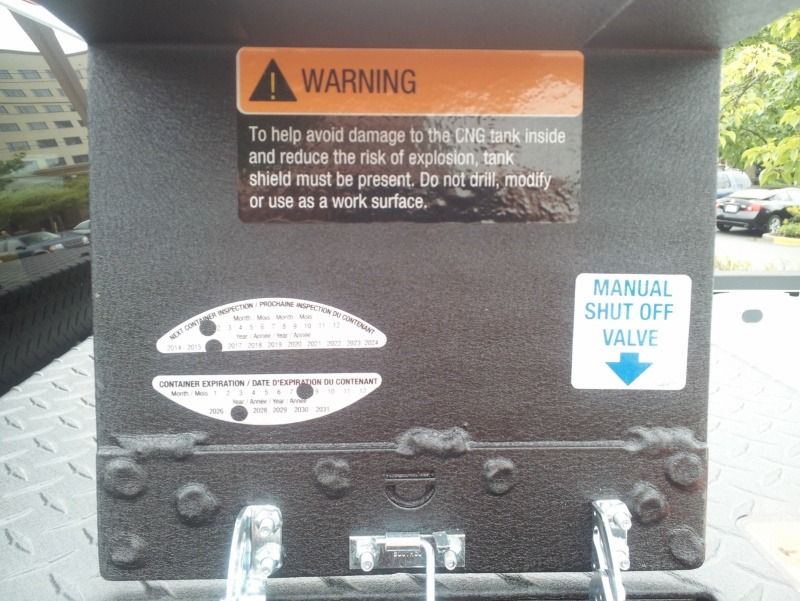 WARNING
To help avoid damage to the CNG tank inside
and reduce the risk of explosion, tank
shield must be present. Do not drill, modify
or use as a work surface.
NEXT CONTAINER INSPECTION / PROCHAINE INSPECTION DU CONTENANT
Month Mois Month / Mois
2 3 4 5 6 7 8 9 10 11 12
Year / Année / Year / Année
2014 2015 2017 2018 2019 2020 2021 2022 2023 2024
MANUAL
SHUT OFF
VALVE
CONTAINER EXPIRATION / DATE D'EXPIRATION DU CONTENANT
Month / Mois 1 2 3 4 5 6 7 9 10 11 12
Year / Année / Year / Année
2026 2028 2029 2030 2031